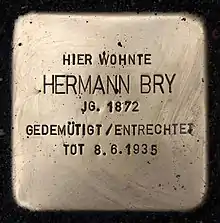 HIER WOHNTE
HERMANN BRY
JG. 1872
GEDEMÜTIGT/ENTRECHTET
TOT 8.6.1935